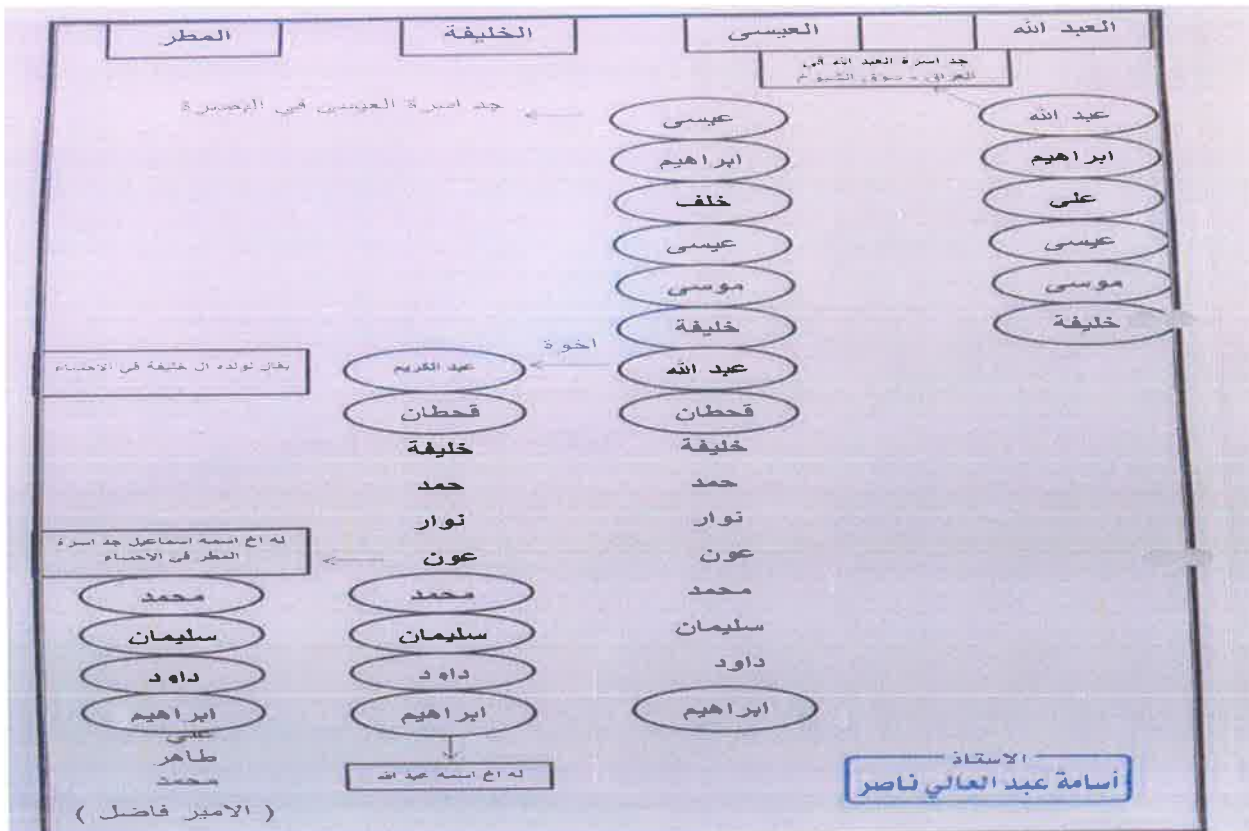 العبد الله
العيسى
الخليفة
المطر
جد اسرة العبد الله في
العراق - سوق الشيوخ
عبد الله
ابراهيم
على
عيسى
موسى
خليفة
جد اسرة العيسى في البصرة
عيسى
ابراهيم
خلف
عيسى
موسى
خليفة
عبد الله
قحطان
خليفة
حمد
نوار
عون
محمد
سليمان
داود
ابراهيم
اخوة
عبد الكريم
قحطان
خليفة
حمد
نوار
عون
محمد
سليمان
داود
ابراهيم
له اخ اسمه عبد الله
يقال لولده ال خليفة في الاحساء
له اخ اسمه اسماعيل جد اسرة
المطر في الاحساء
محمد
سليمان
داود
ابراهيم
على
طاهر
محمد
( الامير فاضل )
الاستاذ
أسامة عبد العالي ناصر